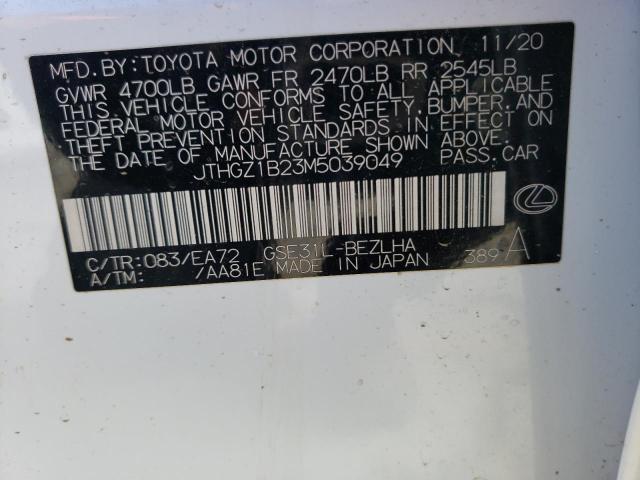 MFD. BY: TOYOTA MOTOR CORPORATION 11/20
GVWR 4700LB GAWR FR 2470LB RR 2545LB
THIS VEHICLE CONFORMS TO ALL APPLICABLE
FEDERAL MOTOR VEHICLE SAFETY, BUMPER, AND
THEFT PREVENTION STANDARDS IN EFFECT ON
THE DATE OF MANUFACTURE SHOWN ABOVE.
JTHGZ1B23M5039049 PASS. CAR
C/TR: 083/EA72 GSE31L-BEZLHA
A/TM: /AA81E MADE IN JAPAN 389 A